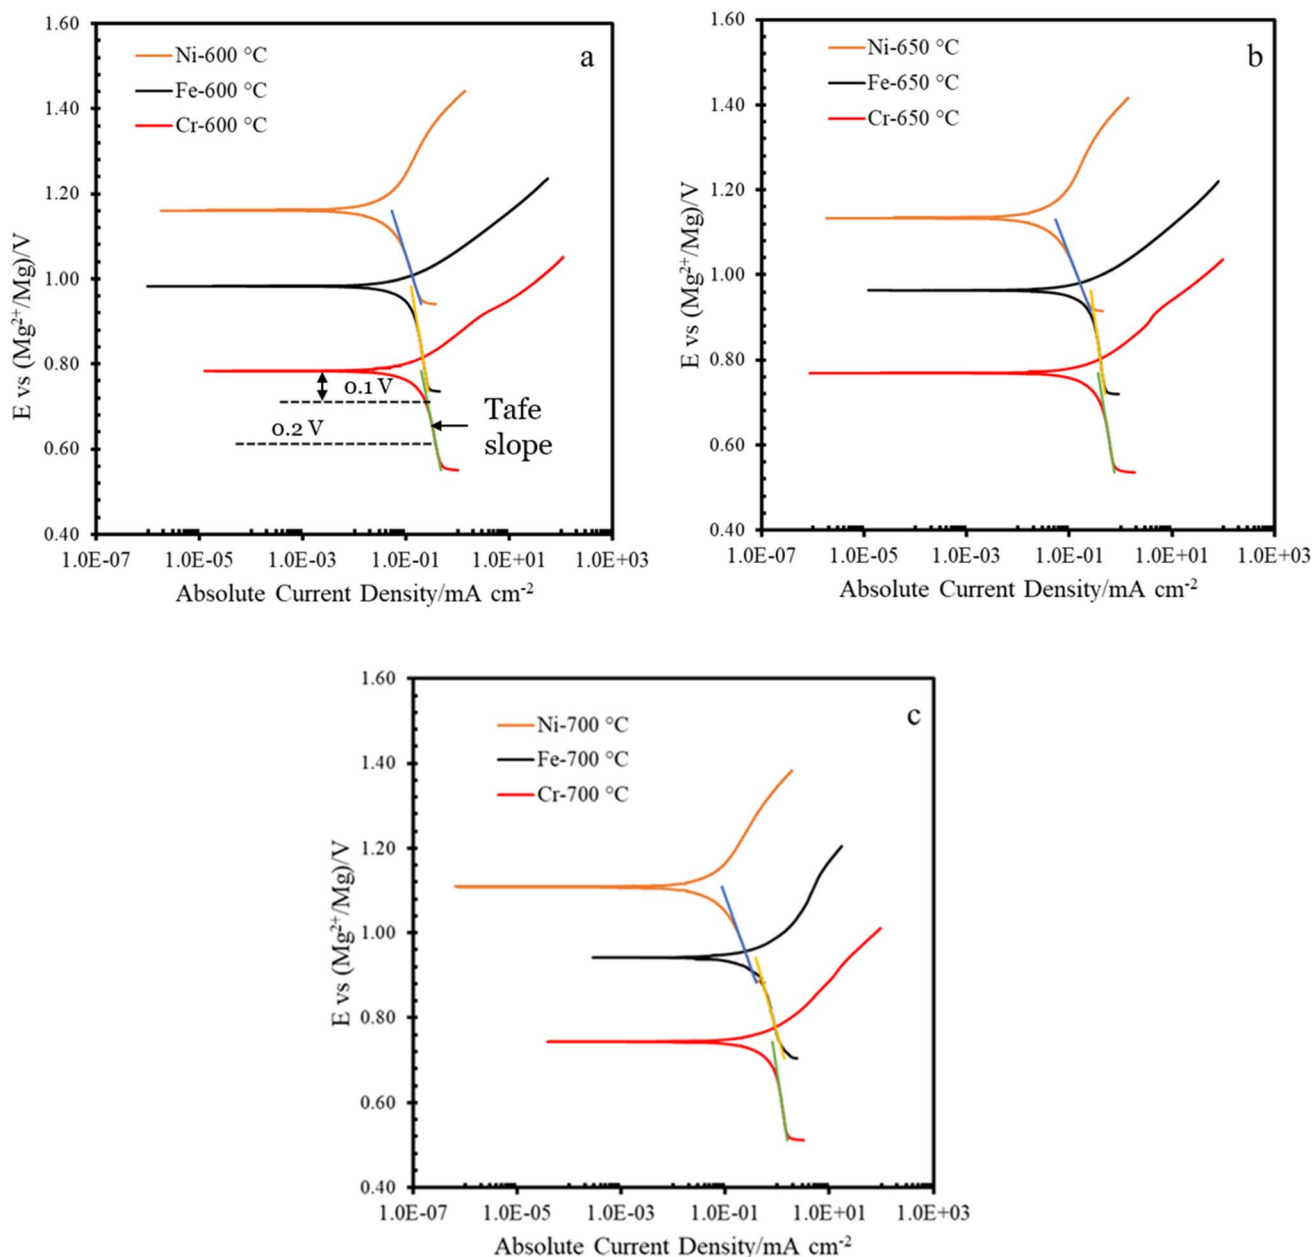 1.60
1.40
1.20
1.00
0.80
0.60
0.40
E vs (Mg²⁺/Mg)/V
Ni-600 °C
Fe-600 °C
Cr-600 °C
a
0.1 V
0.2 V
Tafe
slope
1.0E-07 1.0E-05 1.0E-03 1.0E-01 1.0E+01 1.0E+03
Absolute Current Density/mA cm⁻²
1.60
1.40
1.20
1.00
0.80
0.60
0.40
E vs (Mg²⁺/Mg)/V
Ni-650 °C
Fe-650 °C
Cr-650 °C
b
1.0E-07 1.0E-05 1.0E-03 1.0E-01 1.0E+01 1.0E+03
Absolute Current Density/mA cm⁻²
1.60
1.40
1.20
1.00
0.80
0.60
0.40
E vs (Mg²⁺/Mg)/V
Ni-700 °C
Fe-700 °C
Cr-700 °C
c
1.0E-07 1.0E-05 1.0E-03 1.0E-01 1.0E+01 1.0E+03
Absolute Current Density/mA cm⁻²